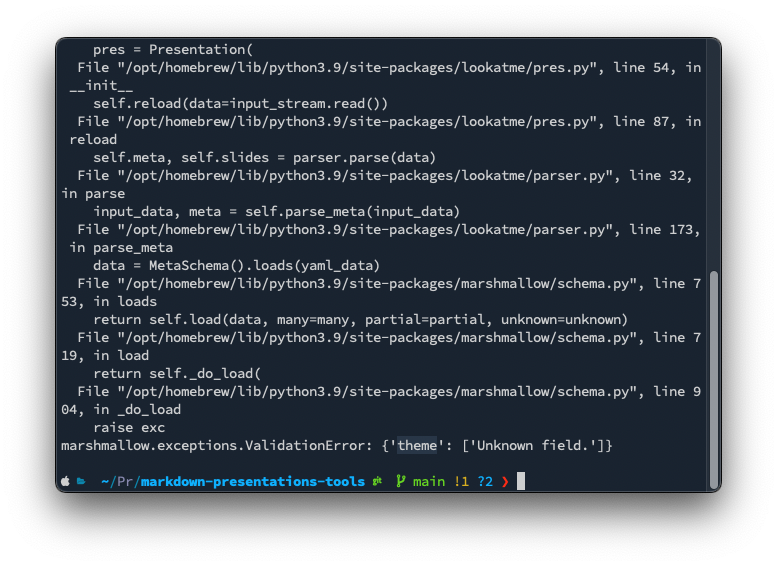 pres = Presentation(
  File "/opt/homebrew/lib/python3.9/site-packages/lookatme/pres.py", line 54, in
 __init__
    self.reload(data=input_stream.read())
  File "/opt/homebrew/lib/python3.9/site-packages/lookatme/pres.py", line 87, in
 reload
    self.meta, self.slides = parser.parse(data)
  File "/opt/homebrew/lib/python3.9/site-packages/lookatme/parser.py", line 32,
in parse
    input_data, meta = self.parse_meta(input_data)
  File "/opt/homebrew/lib/python3.9/site-packages/lookatme/parser.py", line 173,
 in parse_meta
    data = MetaSchema().loads(yaml_data)
  File "/opt/homebrew/lib/python3.9/site-packages/marshmallow/schema.py", line 7
53, in loads
    return self.load(data, many=many, partial=partial, unknown=unknown)
  File "/opt/homebrew/lib/python3.9/site-packages/marshmallow/schema.py", line 7
19, in load
    return self._do_load(
  File "/opt/homebrew/lib/python3.9/site-packages/marshmallow/schema.py", line 9
04, in _do_load
    raise exc
marshmallow.exceptions.ValidationError: {'theme': ['Unknown field.']}
~/Pr/markdown-presentations-tools git main !1 ?2 ❯